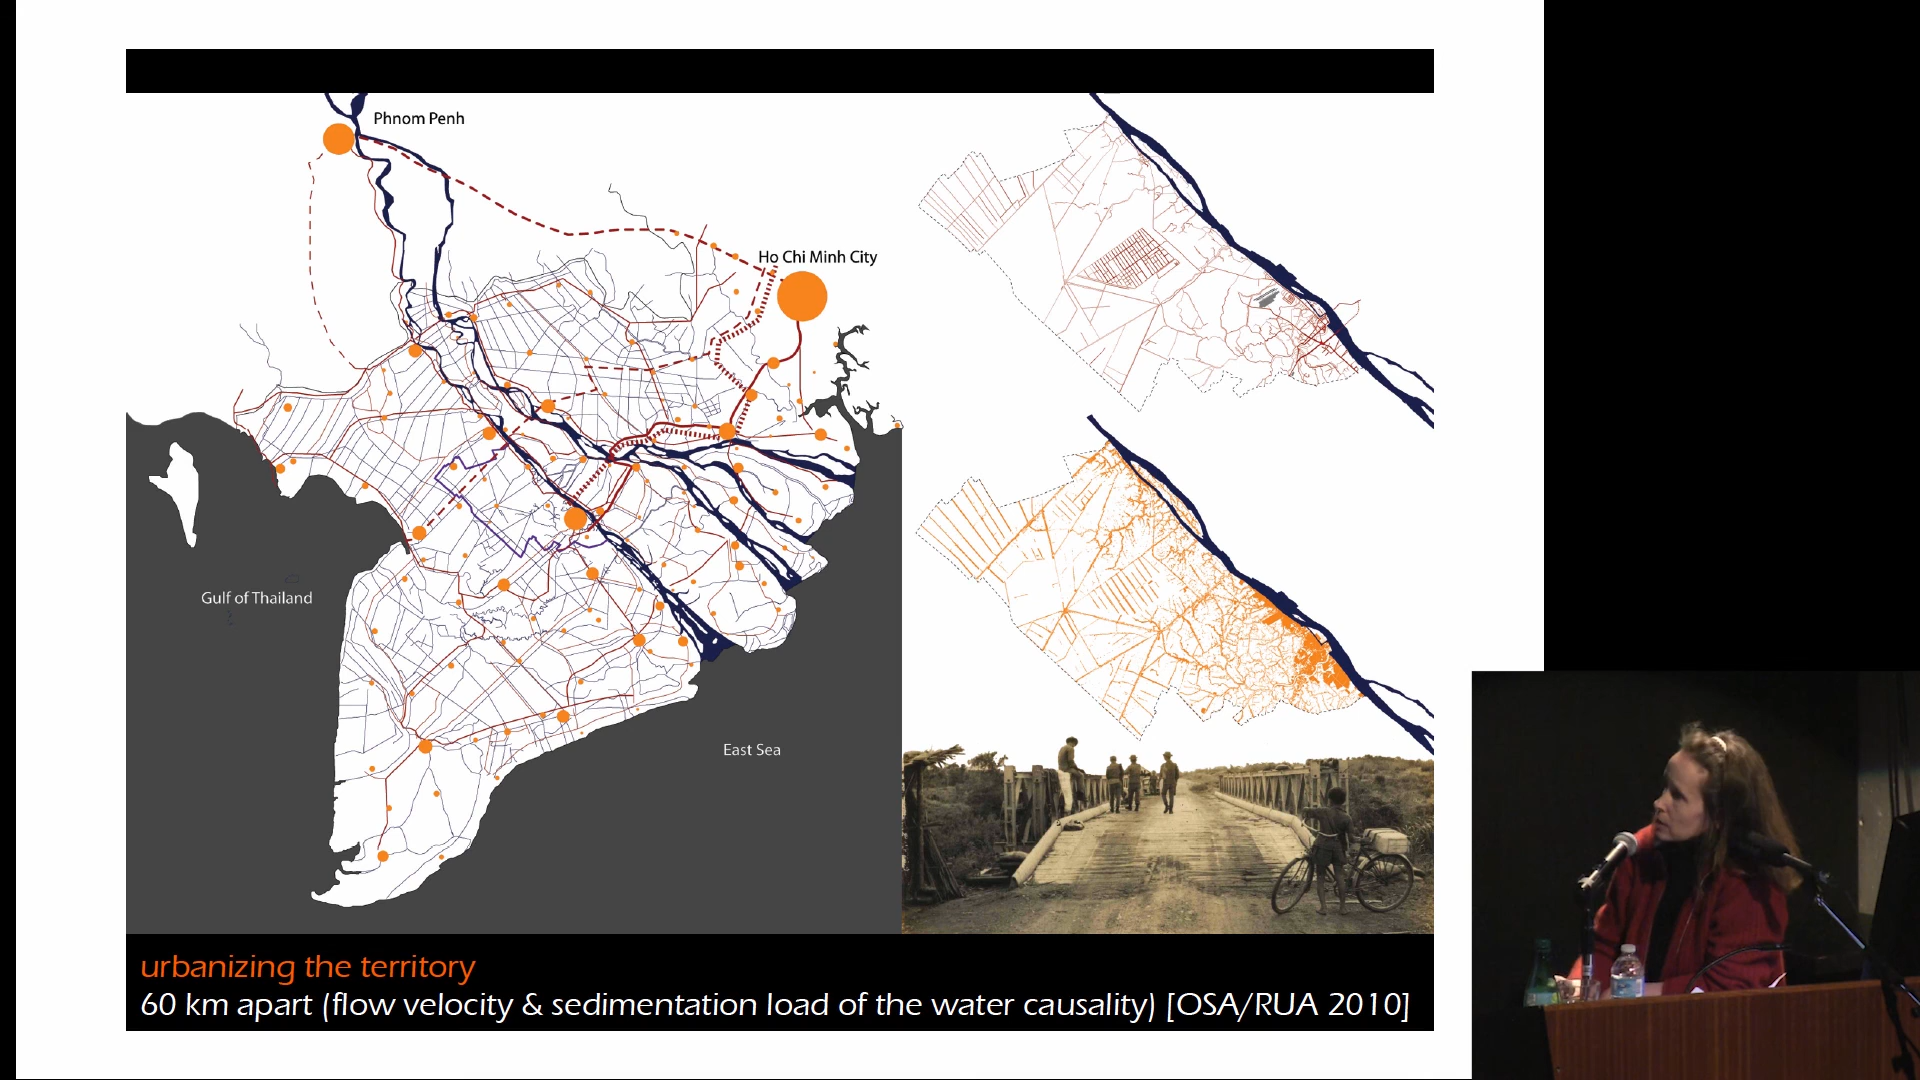 Phnom Penh
Ho Chi Minh City
Gulf of Thailand
East Sea
urbanizing the territory
60 km apart (flow velocity & sedimentation load of the water causality) [OSA/RUA 2010]